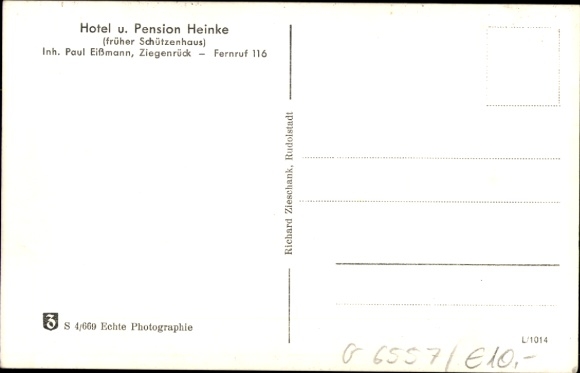 Hotel u. Pension Heinke
(früher Schützenhaus)
Inh. Paul Eißmann, Ziegenrück – Fernruf 116
Richard Zieschank, Rudolstadt
S 4/669 Echte Photographie
L/1014
6557/ €10,-